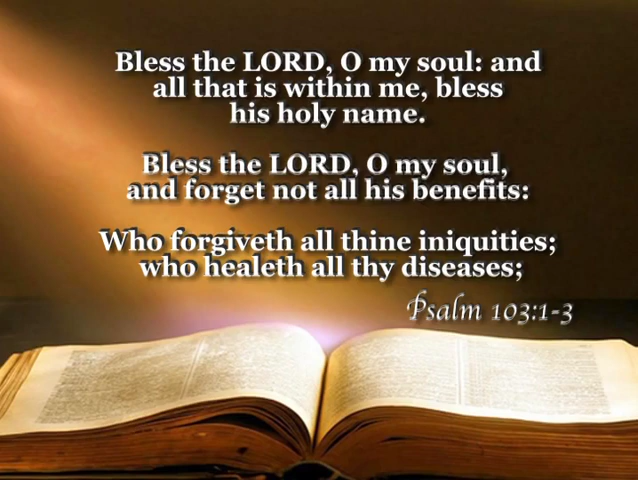 Bless the LORD, O my soul: and
all that is within me, bless
his holy name.
Bless the LORD, O my soul,
and forget not all his benefits:
Who forgiveth all thine iniquities;
who healeth all thy diseases;
Psalm 103:1-3